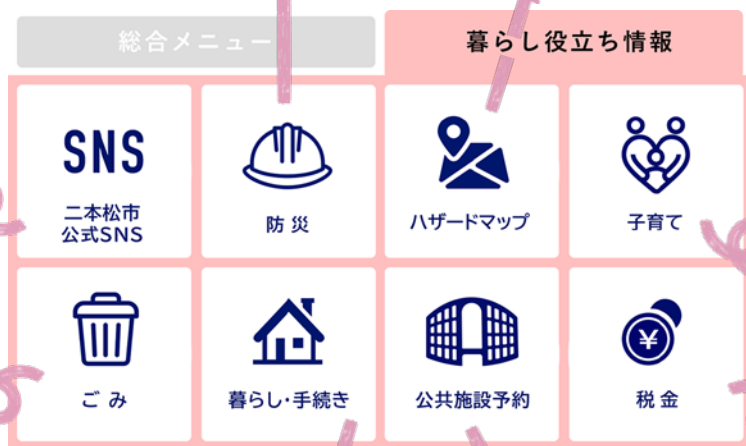 総合メニュー
暮らし役立ち情報
SNS
二本松市
公式SNS
防災
ハザードマップ
子育て
ごみ
暮らし・手続き
公共施設予約
¥
税金